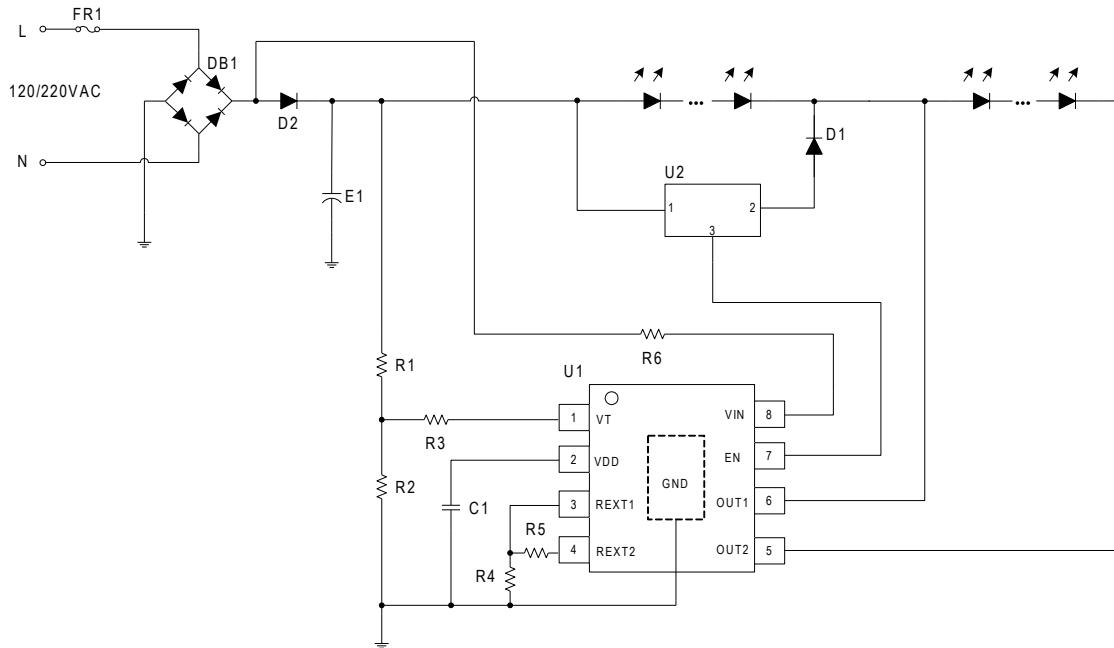 FR1
L
DB1
120/220VAC
D2
N
E1
...
...
D1
U2
1
2
3
R1
R6
U1
R3
R2
C1
R5
R4
1
VT
2
VDD
3
REXT1
4
REXT2
GND
VIN
8
EN
7
OUT1
6
OUT2
5